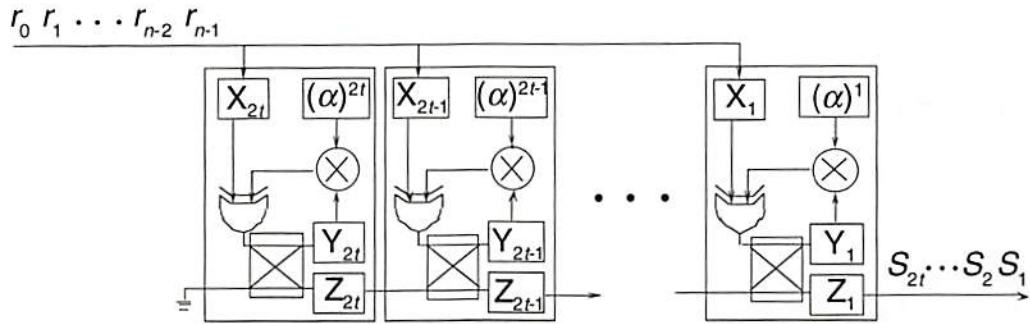 r₀ r₁ · · · rₙ₋₂ rₙ₋₁
X₂ₜ (α)²ᵗ X₂ₜ₋₁ (α)²ᵗ⁻¹ X₁ (α)¹
Y₂ₜ Y₂ₜ₋₁ Y₁
S₂ₜ···S₂ S₁
Z₂ₜ Z₂ₜ₋₁ Z₁